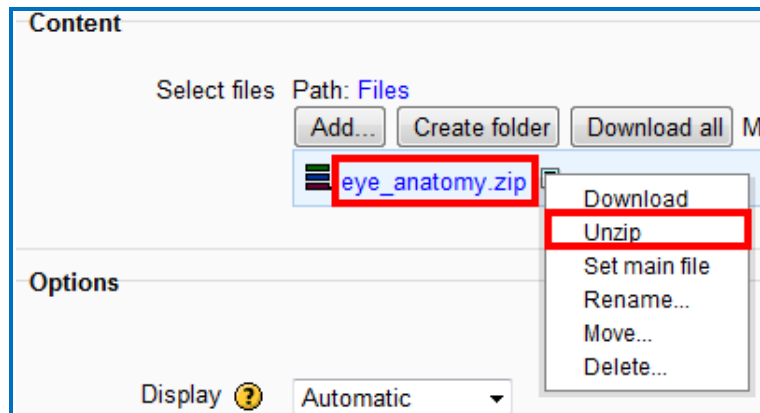 Content
Select files Path: Files
Add... Create folder Download all M
eye_anatomy.zip
Download
Unzip
Set main file
Rename...
Move...
Delete...
Options
Display ? Automatic